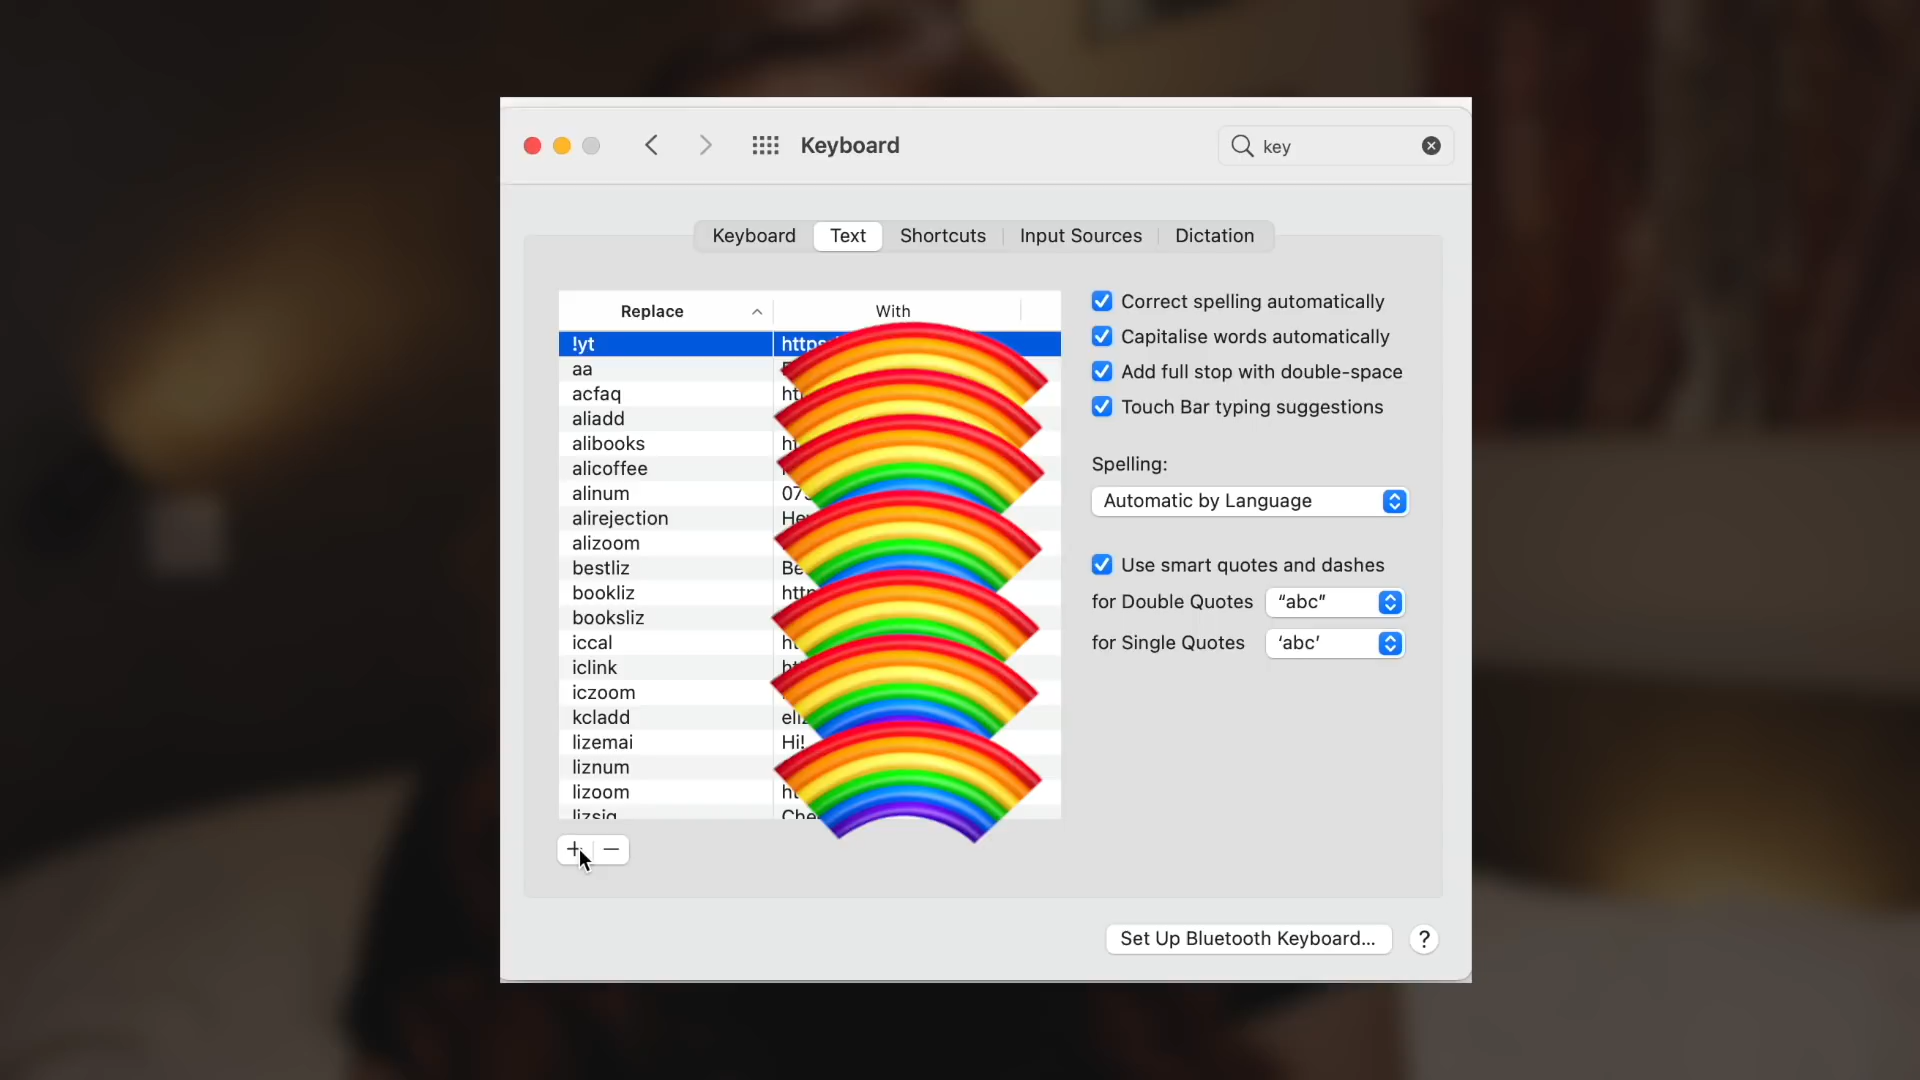 Keyboard
key
Keyboard Text Shortcuts Input Sources Dictation
Replace With
!yt https
aa
acfaq
aliadd
alibooks
alicoffee
alinum
alirejection
alizoom
bestliz
bookliz
booksliz
iccal
iclink
iczoom
kcladd
lizemai Hi!
liznum
lizoom
lizsig
+ −
Correct spelling automatically
Capitalise words automatically
Add full stop with double-space
Touch Bar typing suggestions
Spelling:
Automatic by Language
Use smart quotes and dashes
for Double Quotes “abc”
for Single Quotes ‘abc’
Set Up Bluetooth Keyboard... ?